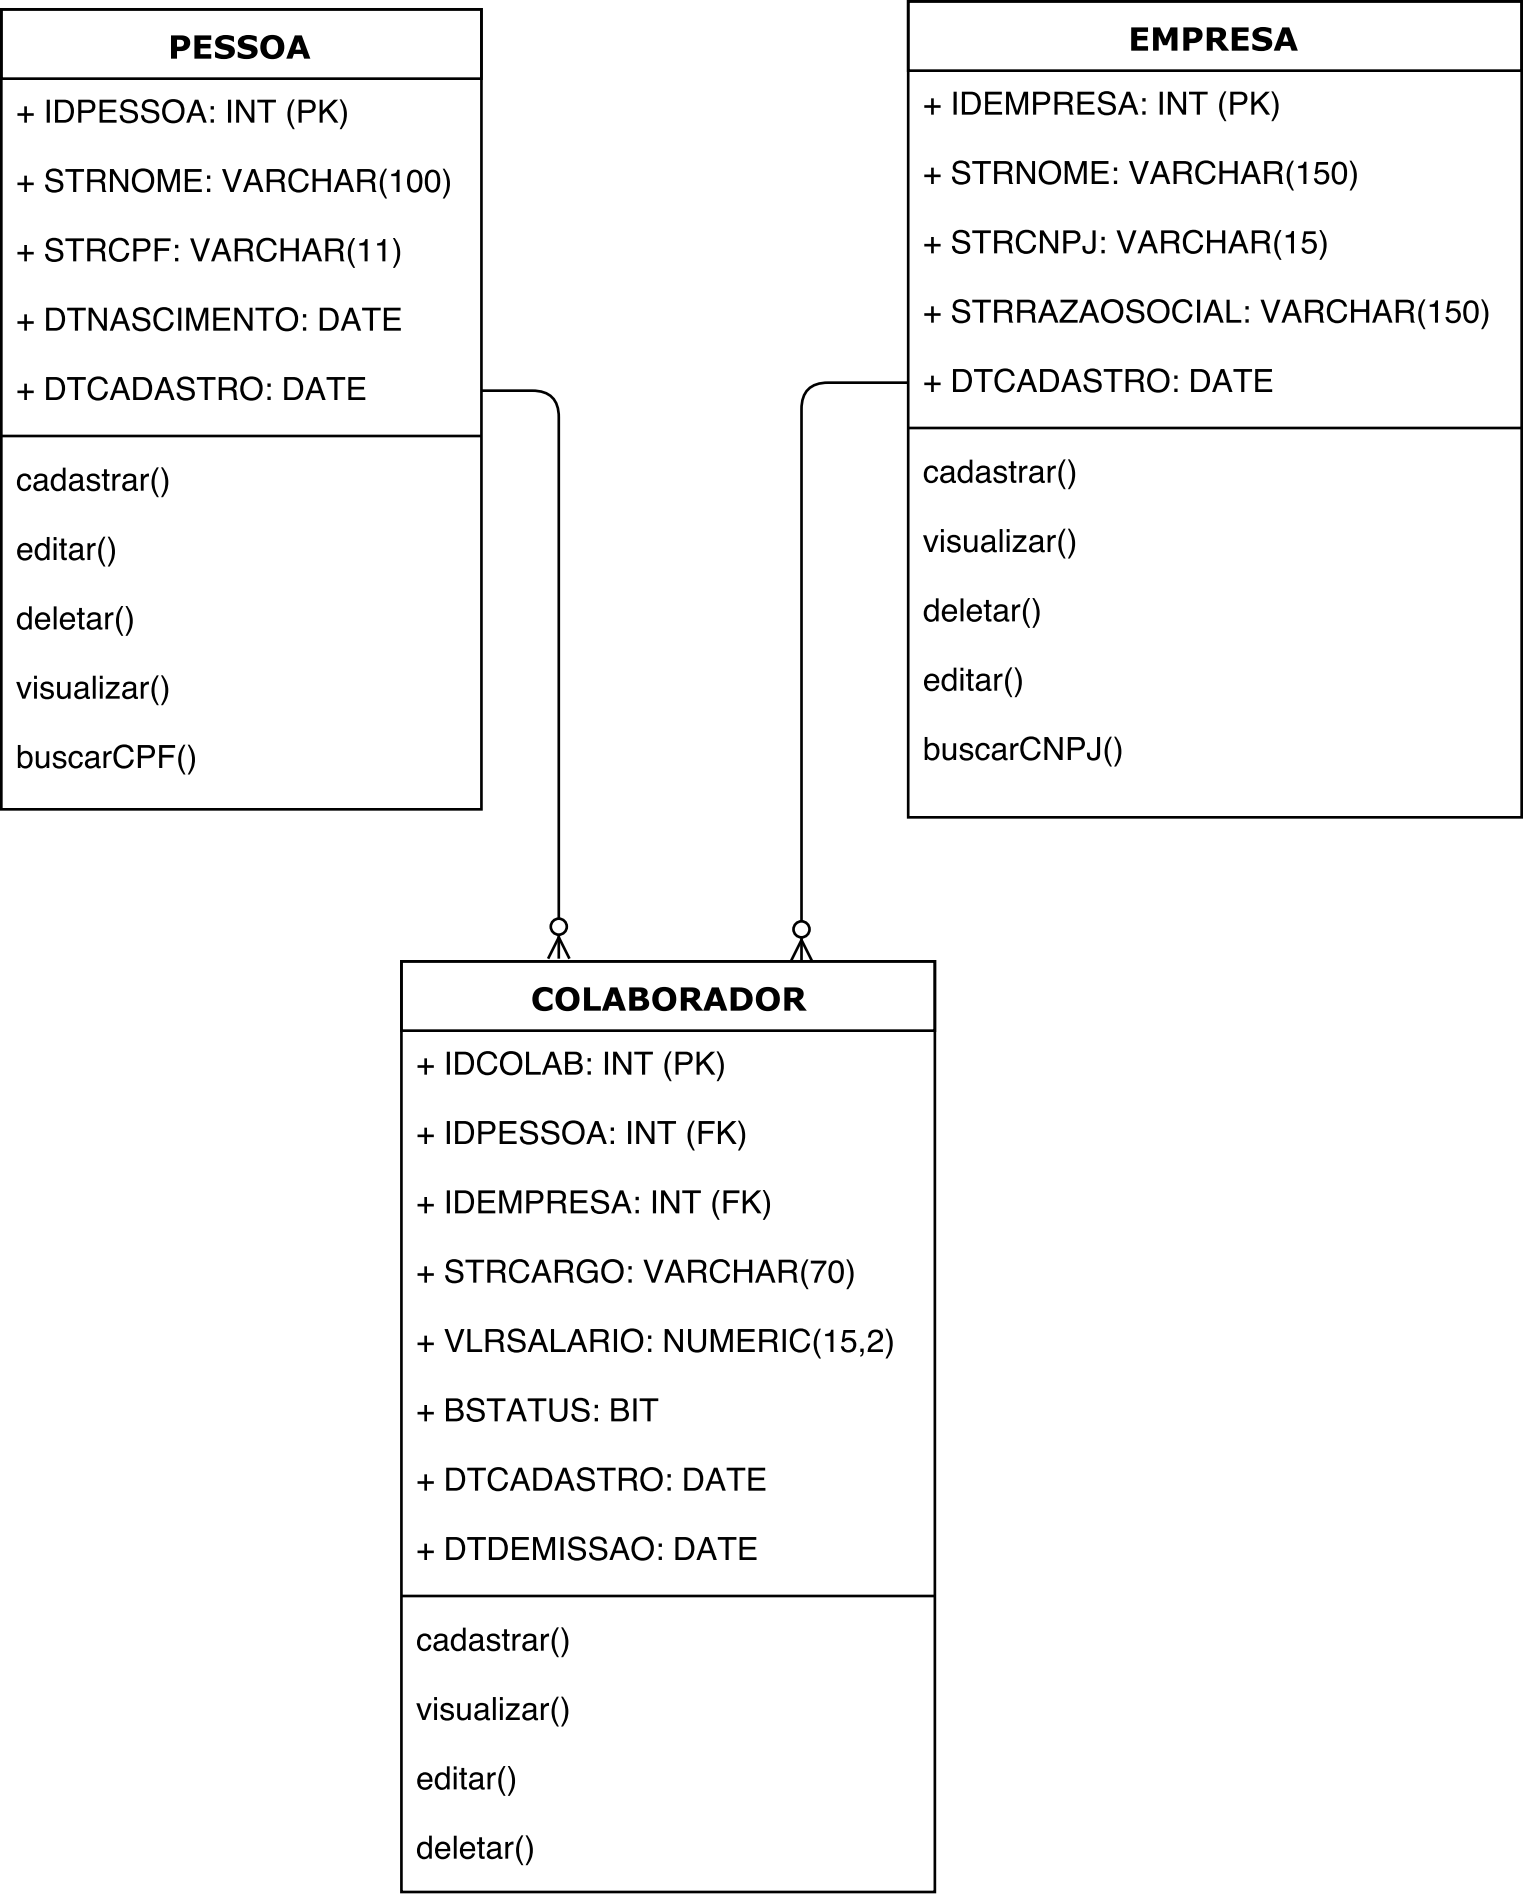 PESSOA
+ IDPESSOA: INT (PK)
+ STRNOME: VARCHAR(100)
+ STRCPF: VARCHAR(11)
+ DTNASCIMENTO: DATE
+ DTCADASTRO: DATE
cadastrar()
editar()
deletar()
visualizar()
buscarCPF()
EMPRESA
+ IDEMPRESA: INT (PK)
+ STRNOME: VARCHAR(150)
+ STRCNPJ: VARCHAR(15)
+ STRRAZAOSOCIAL: VARCHAR(150)
+ DTCADASTRO: DATE
cadastrar()
visualizar()
deletar()
editar()
buscarCNPJ()
COLABORADOR
+ IDCOLAB: INT (PK)
+ IDPESSOA: INT (FK)
+ IDEMPRESA: INT (FK)
+ STRCARGO: VARCHAR(70)
+ VLRSALARIO: NUMERIC(15,2)
+ BSTATUS: BIT
+ DTCADASTRO: DATE
+ DTDEMISSAO: DATE
cadastrar()
visualizar()
editar()
deletar()